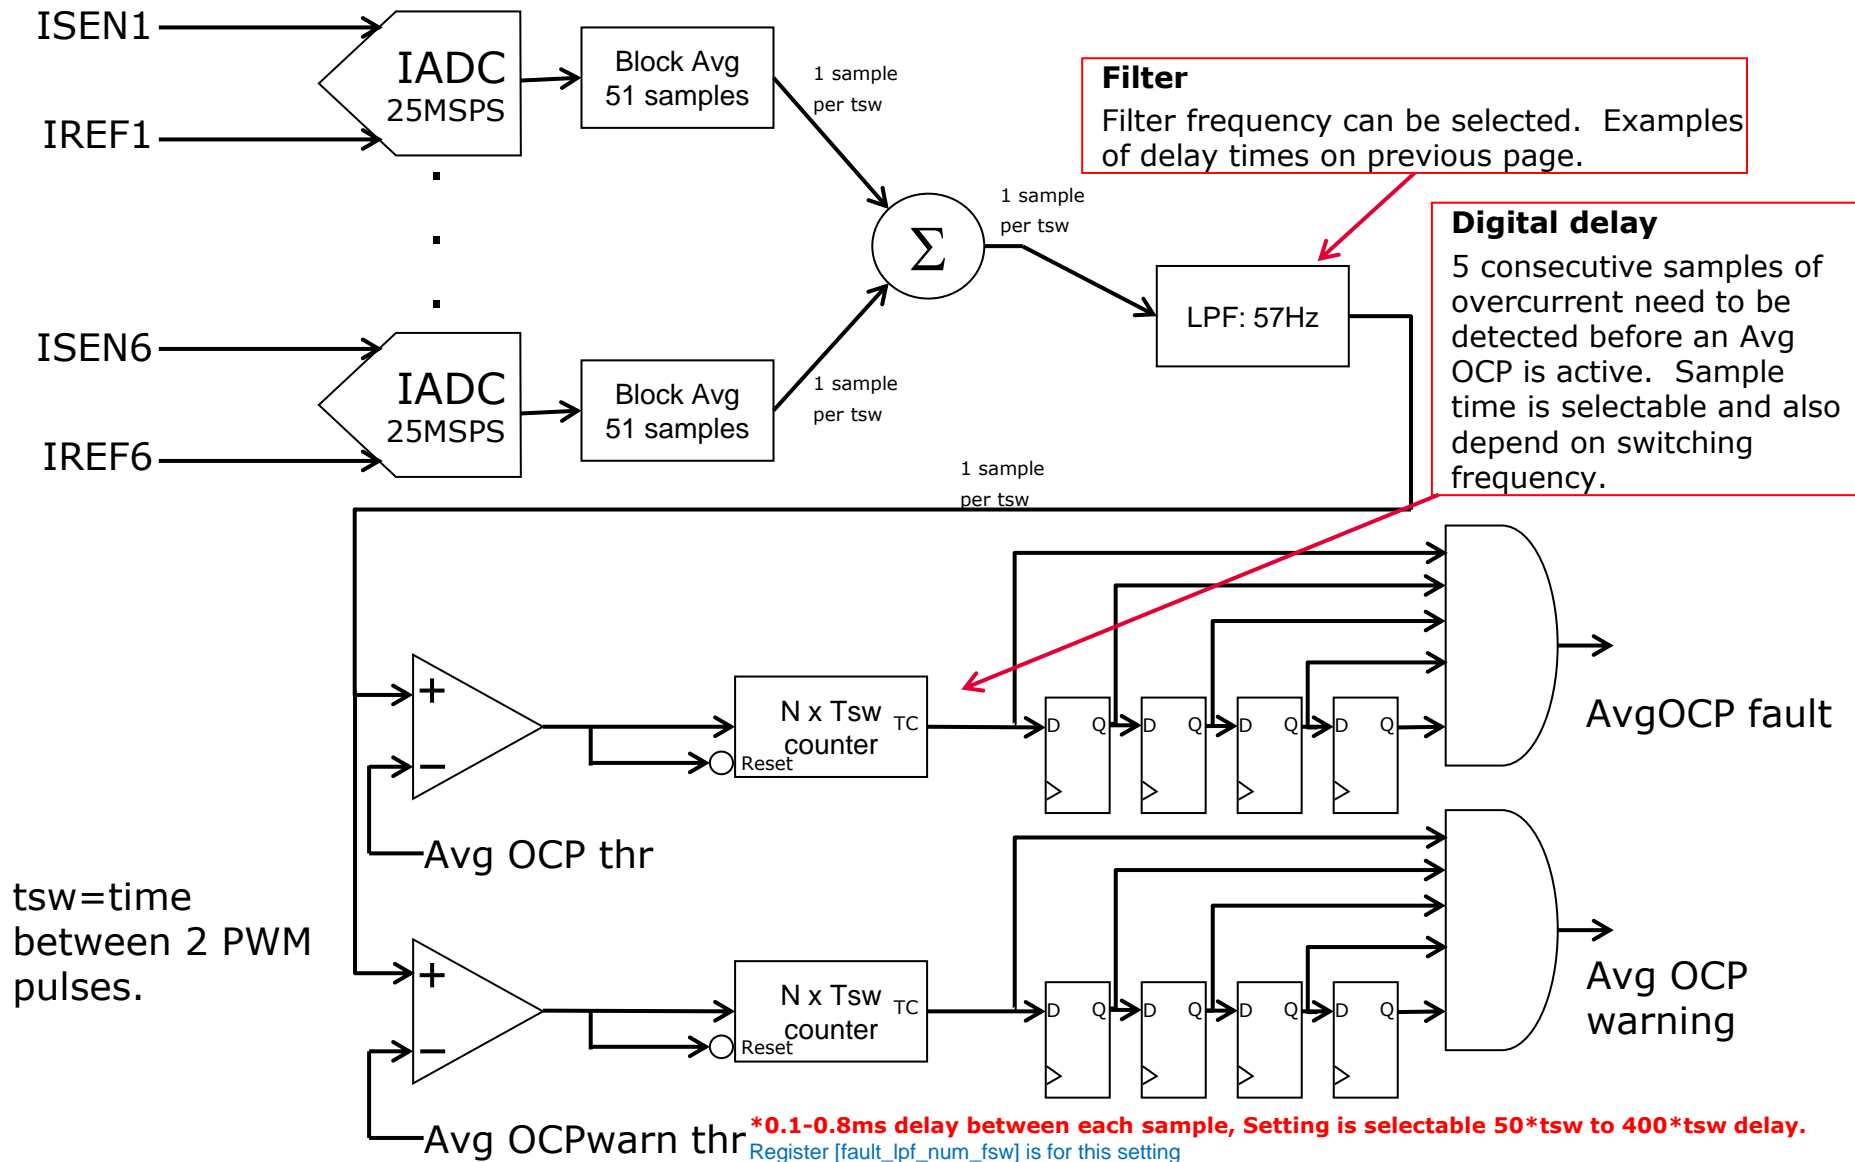 ISEN1
IREF1
IADC
25MSPS
Block Avg
51 samples
1 sample
per tsw
Filter
Filter frequency can be selected. Examples
of delay times on previous page.
Σ
1 sample
per tsw
LPF: 57Hz
Digital delay
5 consecutive samples of
overcurrent need to be
detected before an Avg
OCP is active. Sample
time is selectable and also
depend on switching
frequency.
ISEN6
IREF6
IADC
25MSPS
Block Avg
51 samples
1 sample
per tsw
1 sample
per tsw
+
−
N x Tsw
counter
TC
Reset
D Q
D Q
D Q
D Q
AvgOCP fault
Avg OCP thr
tsw=time
between 2 PWM
pulses.
+
−
N x Tsw
counter
TC
Reset
D Q
D Q
D Q
D Q
Avg OCP
warning
Avg OCPwarn thr
*0.1-0.8ms delay between each sample, Setting is selectable 50*tsw to 400*tsw delay.
Register [fault_lpf_num_fsw] is for this setting